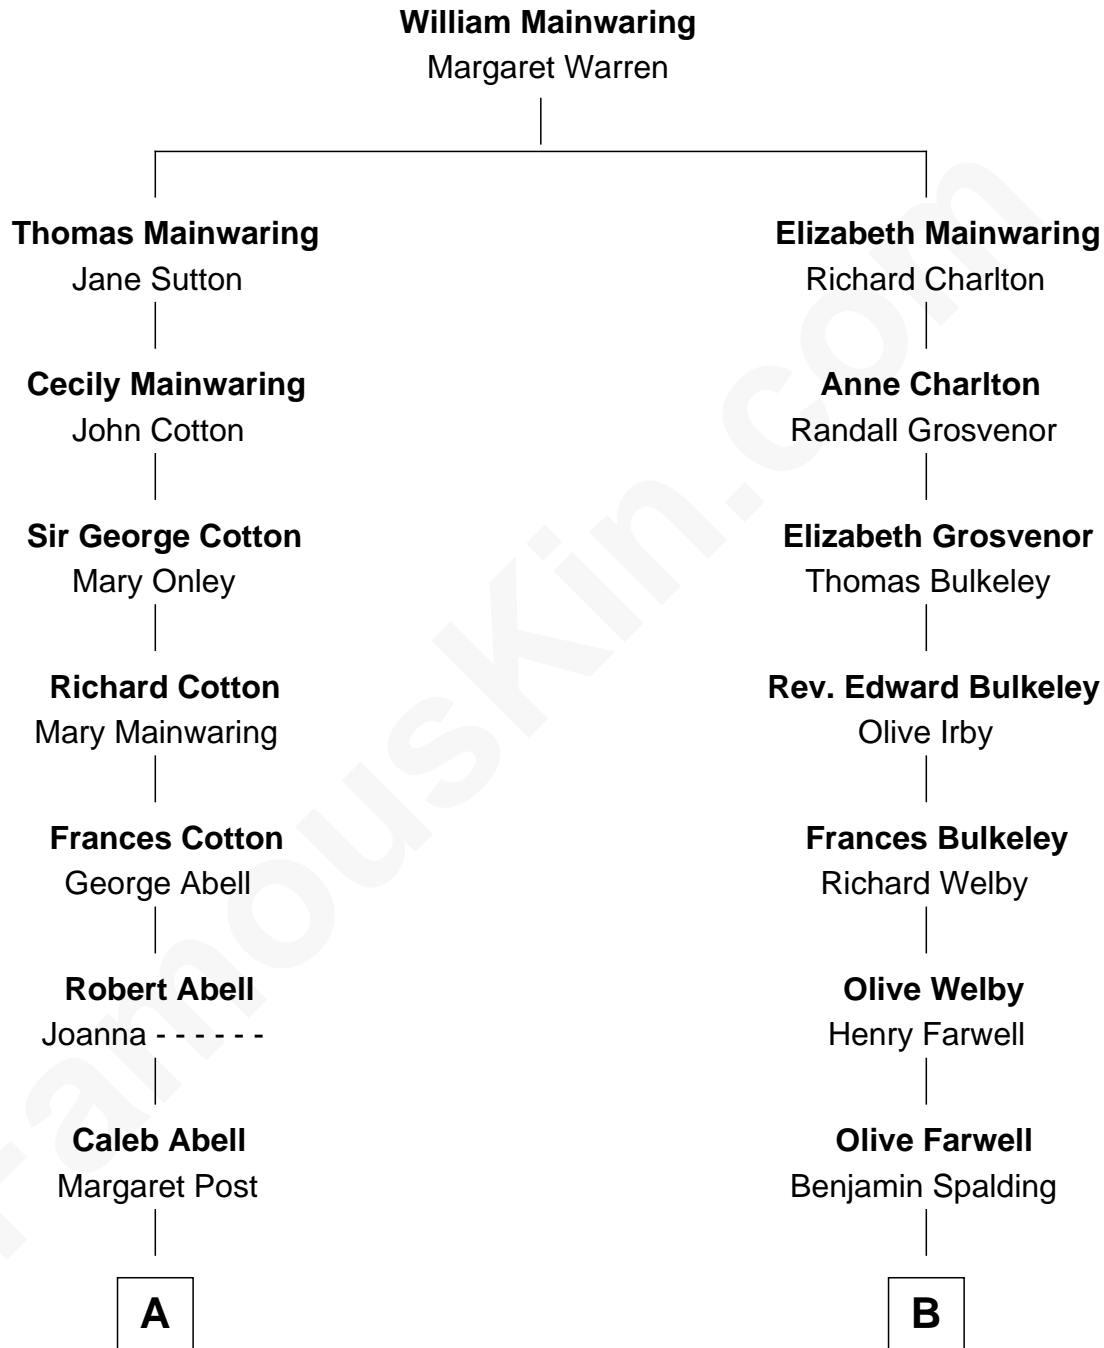 William Mainwaring
Margaret Warren
Thomas Mainwaring
Jane Sutton
Elizabeth Mainwaring
Richard Charlton
Cecily Mainwaring
John Cotton
Anne Charlton
Randall Grosvenor
Sir George Cotton
Mary Onley
Elizabeth Grosvenor
Thomas Bulkeley
Richard Cotton
Mary Mainwaring
Rev. Edward Bulkeley
Olive Irby
Frances Cotton
George Abell
Frances Bulkeley
Richard Welby
Robert Abell
Joanna - - - - - -
Olive Welby
Henry Farwell
Caleb Abell
Margaret Post
Olive Farwell
Benjamin Spalding
A
B
FamousKin.com